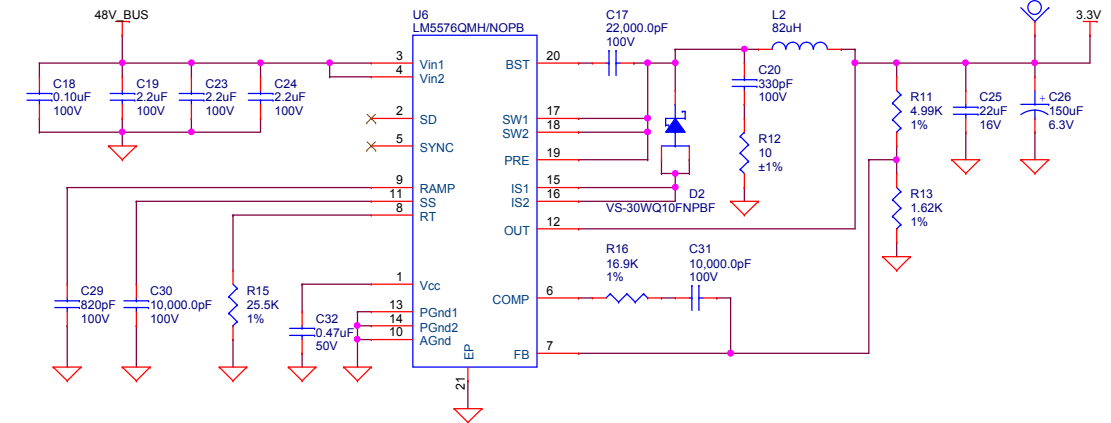 48V_BUS
U6
LM5576QMH/NOPB
C17
22,000.0pF
100V
L2
82uH
3.3V
3
Vin1
4
Vin2
BST
20
C18
0.10uF
100V
C19
2.2uF
100V
C23
2.2uF
100V
C24
2.2uF
100V
C20
330pF
100V
R11
4.99K
1%
C25
22uF
16V
+
C26
150uF
6.3V
2
SD
5
SYNC
SW1
17
SW2
18
PRE
19
R12
10
±1%
9
RAMP
11
SS
8
RT
IS1
15
IS2
16
OUT
12
D2
VS-30WQ10FNPBF
R13
1.62K
1%
C29
820pF
100V
C30
10,000.0pF
100V
R15
25.5K
1%
1
Vcc
C32
0.47uF
50V
13
PGnd1
14
PGnd2
10
AGnd
COMP
6
R16
16.9K
1%
C31
10,000.0pF
100V
FB
7
EP
21